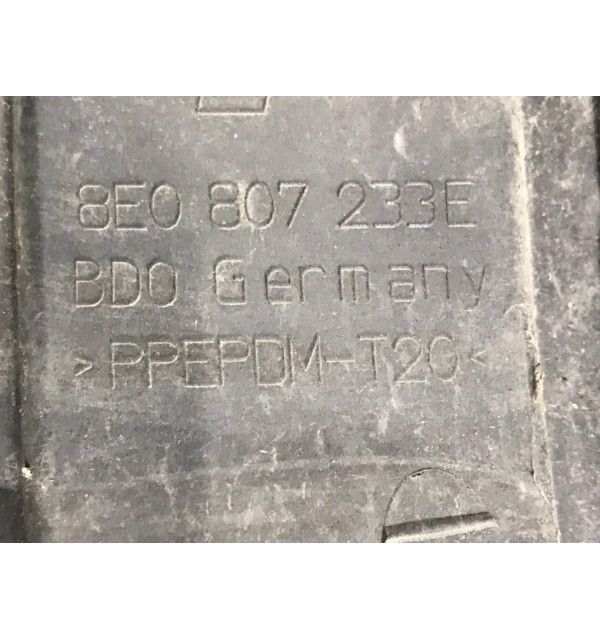 8E0 807 233E
BDO Germany
>PPEPDM-T20<